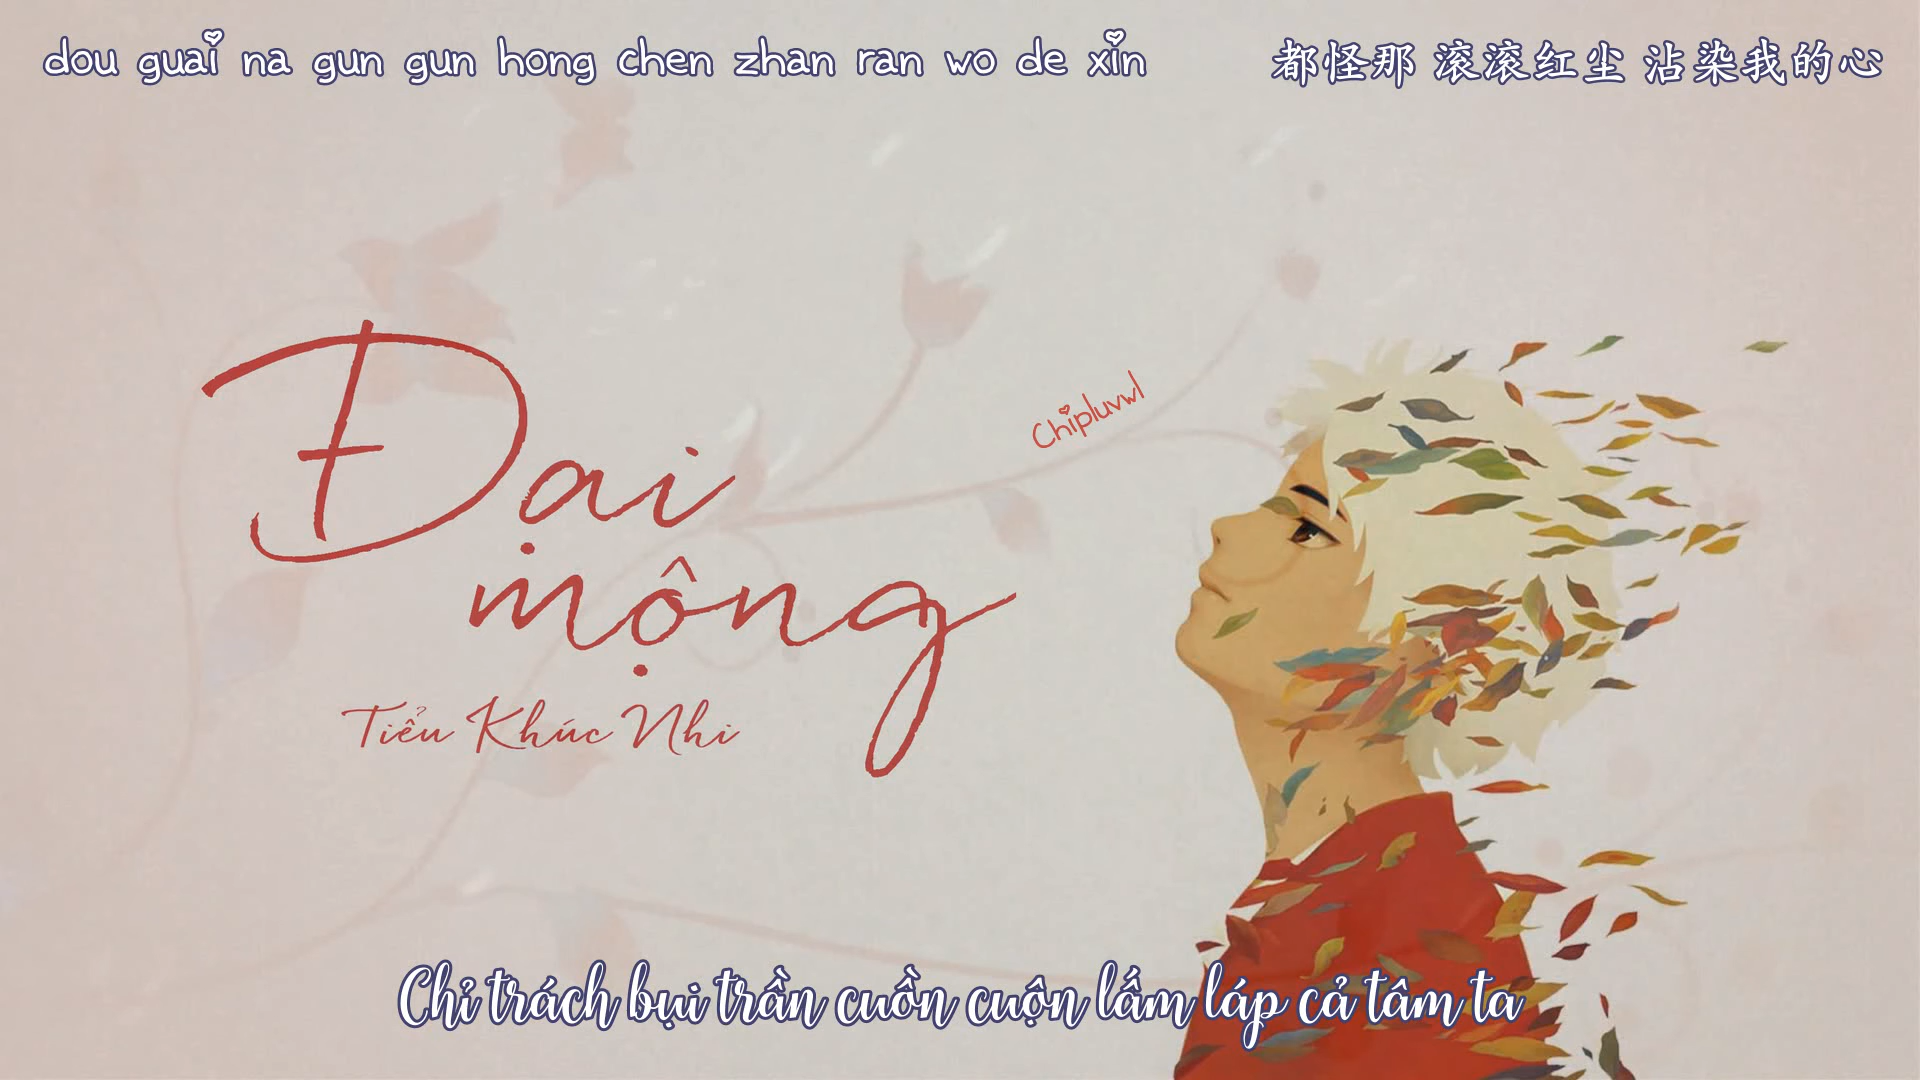 dou guai na gun gun hong chen zhan ran wo de xin
都怪那 滚滚红尘 沾染我的心
Chipluvwl
Đại
mộng
Tiểu Khúc Nhi
Chỉ trách bụi trần cuồn cuộn lấm láp cả tâm ta